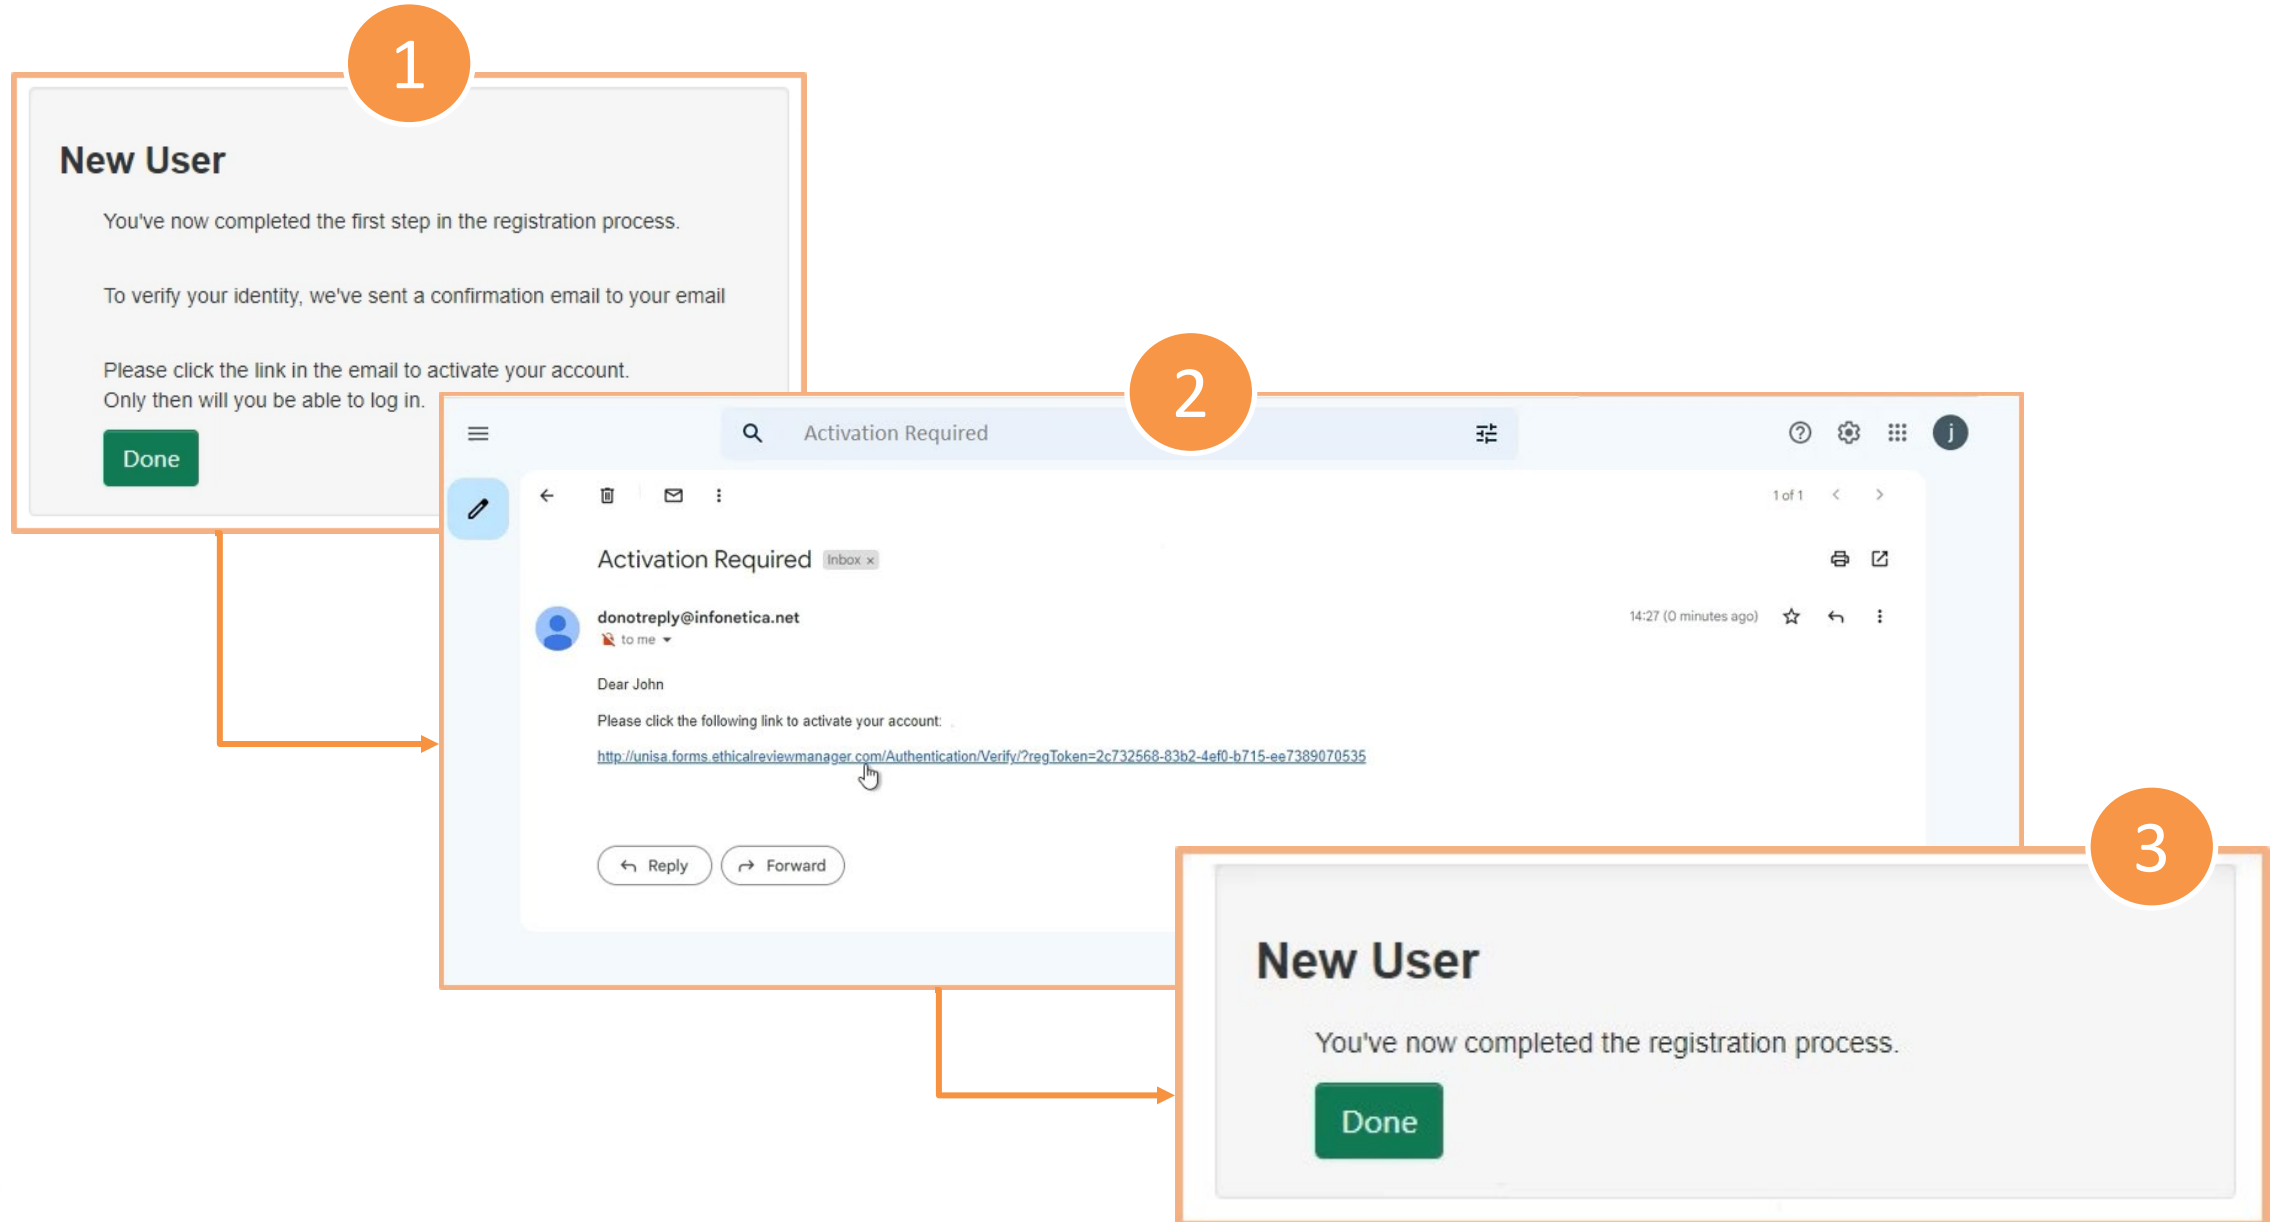 1
New User
You've now completed the first step in the registration process.
To verify your identity, we've sent a confirmation email to your email
Please click the link in the email to activate your account.
Only then will you be able to log in.
Done
2
Activation Required
j
1 of 1
Activation Required Inbox x
donotreply@infonetica.net
14:27 (0 minutes ago)
to me
Dear John
Please click the following link to activate your account:
http://unisa.forms.ethicalreviewmanager.com/Authentication/Verify/?regToken=2c732568-83b2-4ef0-b715-ee7389070535
Reply
Forward
3
New User
You've now completed the registration process.
Done